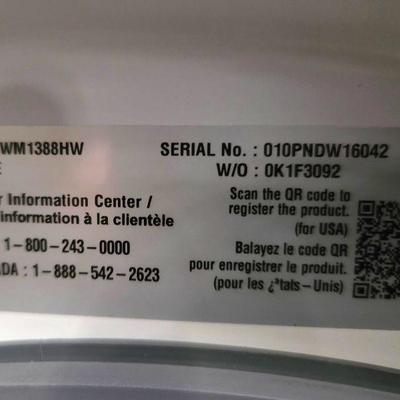 WM1388HW SERIAL No. : 010PNDW16042
E W/O : 0K1F3092
r Information Center /
'information à la clientèle
1-800-243-0000
ADA : 1-888-542-2623
Scan the QR code to
register the product.
(for USA)
Balayez le code QR
pour enregistrer le produit.
(pour les ¿ªtats-Unis)